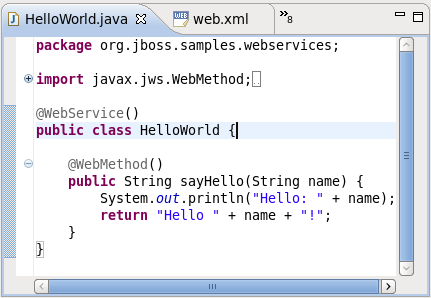 HelloWorld.java web.xml »8
package org.jboss.samples.webservices;
import javax.jws.WebMethod;
@WebService()
public class HelloWorld {
@WebMethod()
public String sayHello(String name) {
System.out.println("Hello: " + name);
return "Hello " + name + "!";
}
}